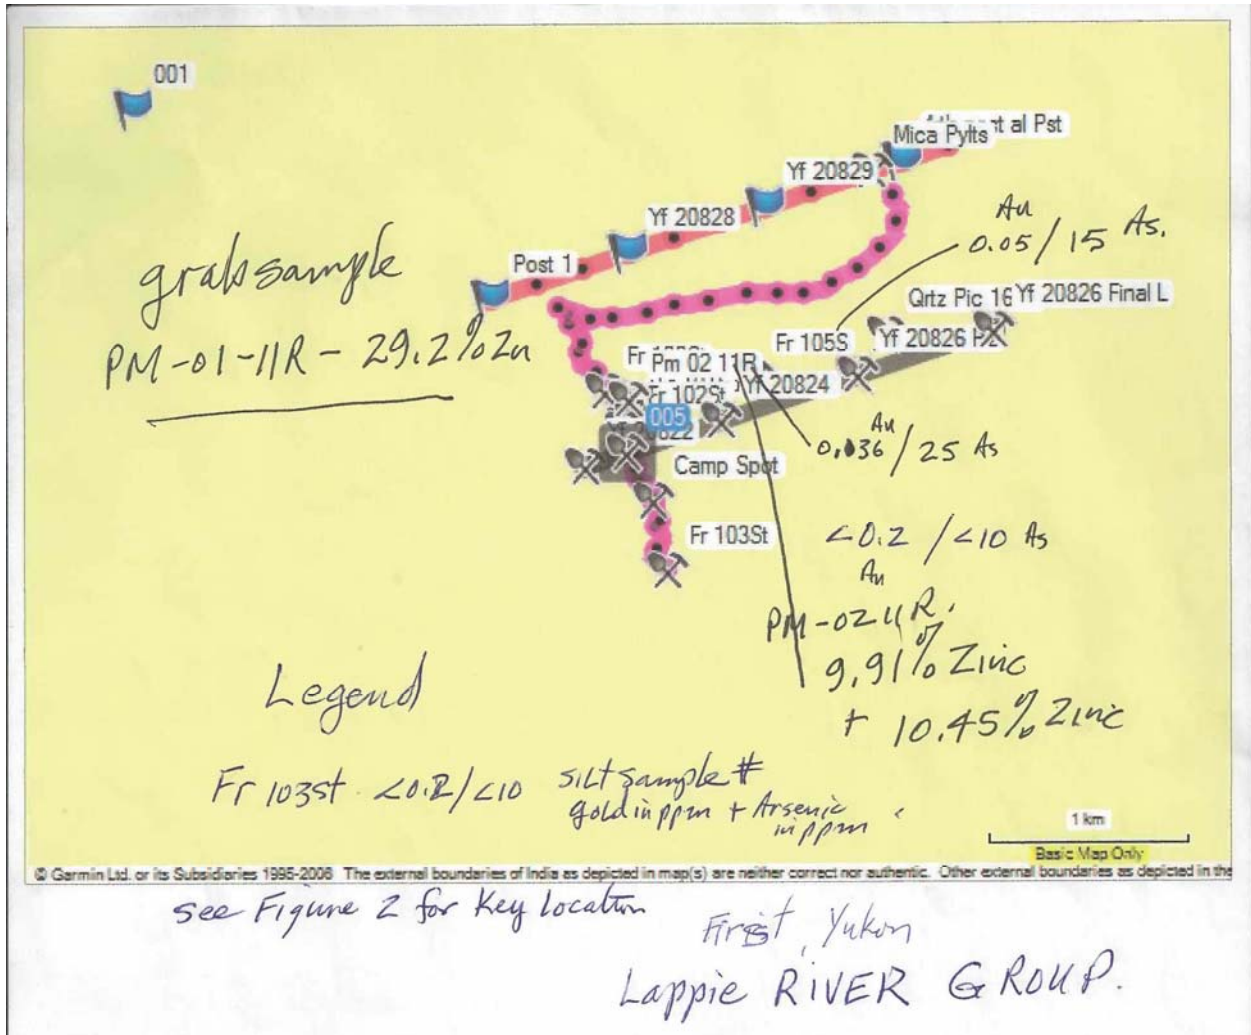 001
Mica Pylts
al Pst
Yf 20829
Yf 20828
Post 1
grab sample
PM-01-11R - 29.2% Zn
Au
0.05 / 15 As.
Qrtz Pic 16
Yf 20826 Final L
Fr 105S
Yf 20826
Pm 02 11R
Yf 20824
Fr 102St
005
Camp Spot
Au
0.036 / 25 As
Fr 103St
<0.2 / <10 As
Au
PM-0211R.
9.91% Zinc
+ 10.45% Zinc
Legend
Fr 103st <0.2/<10 silt sample #
gold in ppm + Arsenic
in ppm
1 km
Basic Map Only
© Garmin Ltd. or its Subsidiaries 1995-2006 The external boundaries of India as depicted in map(s) are neither correct nor authentic. Other external boundaries as depicted in the
see Figure 2 for Key location
First, Yukon
Lappie RIVER GROUP.